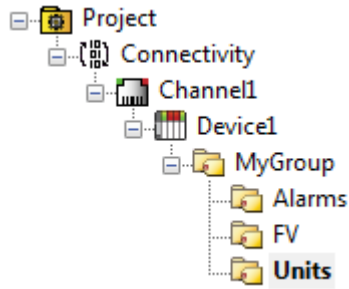 Project
Connectivity
Channel1
Device1
MyGroup
Alarms
FV
Units